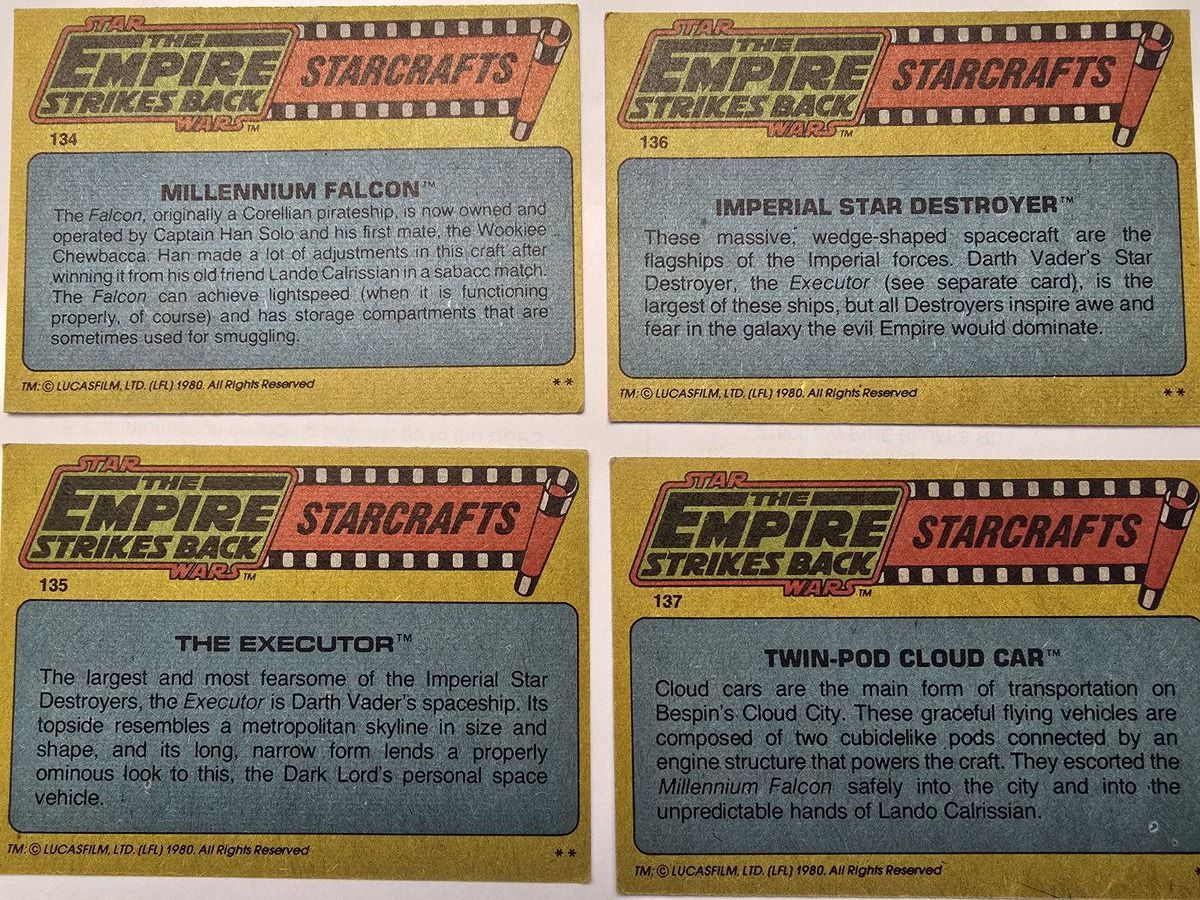 STAR
THE
EMPIRE
STRIKES BACK
WARS™
STARCRAFTS
134
MILLENNIUM FALCON™
The Falcon, originally a Corellian pirateship, is now owned and
operated by Captain Han Solo and his first mate, the Wookiee
Chewbacca. Han made a lot of adjustments in this craft after
winning it from his old friend Lando Calrissian in a sabacc match.
The Falcon can achieve lightspeed (when it is functioning
properly, of course) and has storage compartments that are
sometimes used for smuggling.
TM: © LUCASFILM, LTD. (LFL) 1980. All Rights Reserved
**
STAR
THE
EMPIRE
STRIKES BACK
WARS™
STARCRAFTS
136
IMPERIAL STAR DESTROYER™
These massive, wedge-shaped spacecraft are the
flagships of the Imperial forces. Darth Vader's Star
Destroyer, the Executor (see separate card), is the
largest of these ships, but all Destroyers inspire awe and
fear in the galaxy the evil Empire would dominate.
TM: © LUCASFILM, LTD. (LFL) 1980. All Rights Reserved
**
STAR
THE
EMPIRE
STRIKES BACK
WARS™
STARCRAFTS
135
THE EXECUTOR™
The largest and most fearsome of the Imperial Star
Destroyers, the Executor is Darth Vader's spaceship. Its
topside resembles a metropolitan skyline in size and
shape, and its long, narrow form lends a properly
ominous look to this, the Dark Lord's personal space
vehicle.
TM: © LUCASFILM, LTD. (LFL) 1980. All Rights Reserved
**
STAR
THE
EMPIRE
STRIKES BACK
WARS™
STARCRAFTS
137
TWIN-POD CLOUD CAR™
Cloud cars are the main form of transportation on
Bespin's Cloud City. These graceful flying vehicles are
composed of two cubiclelike pods connected by an
engine structure that powers the craft. They escorted the
Millennium Falcon safely into the city and into the
unpredictable hands of Lando Calrissian.
TM: © LUCASFILM, LTD. (LFL) 1980. All Rights Reserved
*